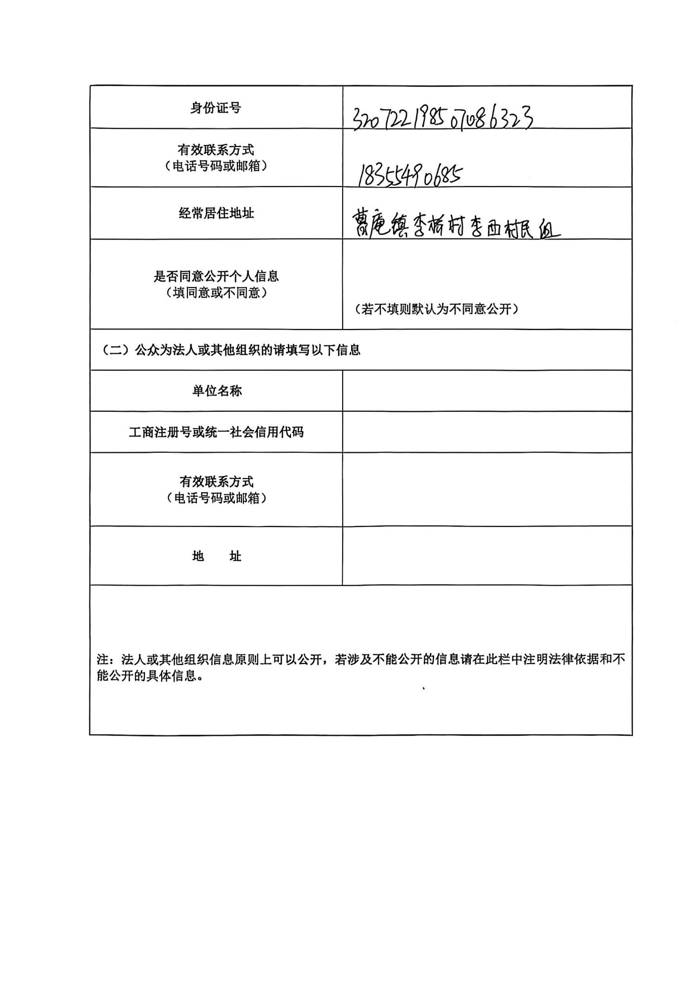 身份证号
320722198507086323
有效联系方式
（电话号码或邮箱）
18355490685
经常居住地址
曹庵镇李桥村李西村民组
是否同意公开个人信息
（填同意或不同意）
（若不填则默认为不同意公开）
（二）公众为法人或其他组织的请填写以下信息
单位名称
工商注册号或统一社会信用代码
有效联系方式
（电话号码或邮箱）
地 址
注：法人或其他组织信息原则上可以公开，若涉及不能公开的信息请在此栏中注明法律依据和不
能公开的具体信息。